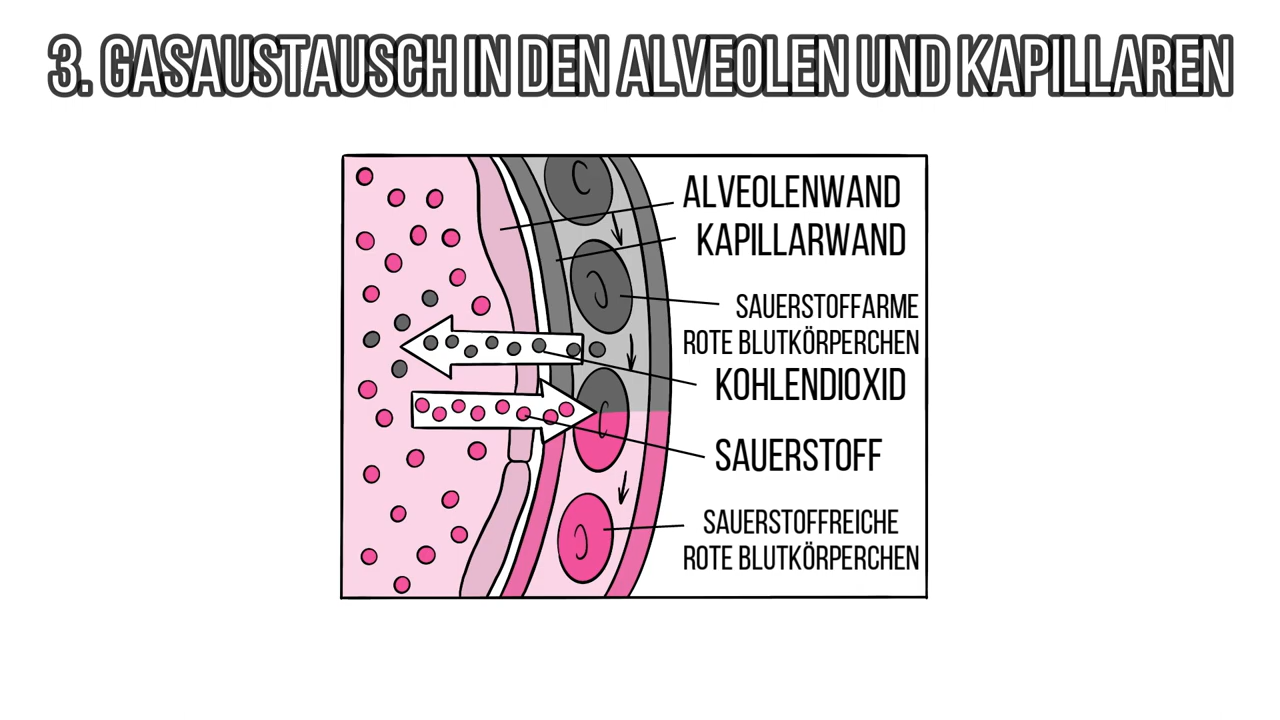 3. GASAUSTAUSCH IN DEN ALVEOLEN UND KAPILLAREN
ALVEOLENWAND
KAPILLARWAND
SAUERSTOFFARME
ROTE BLUTKÖRPERCHEN
KOHLENDIOXID
SAUERSTOFF
SAUERSTOFFREICHE
ROTE BLUTKÖRPERCHEN